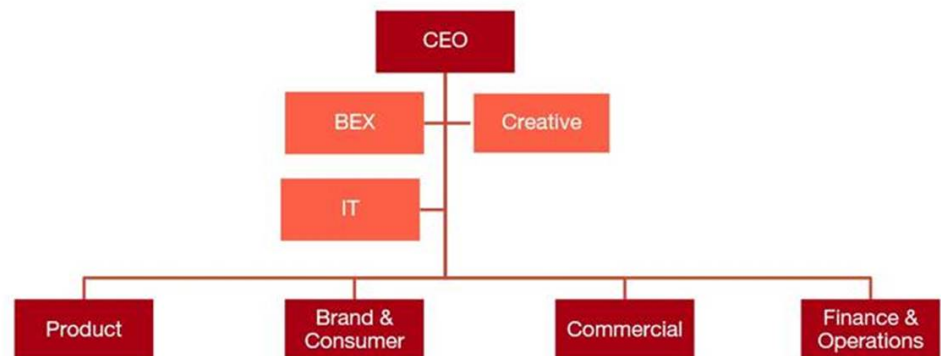 CEO
BEX
Creative
IT
Product
Brand &
Consumer
Commercial
Finance &
Operations